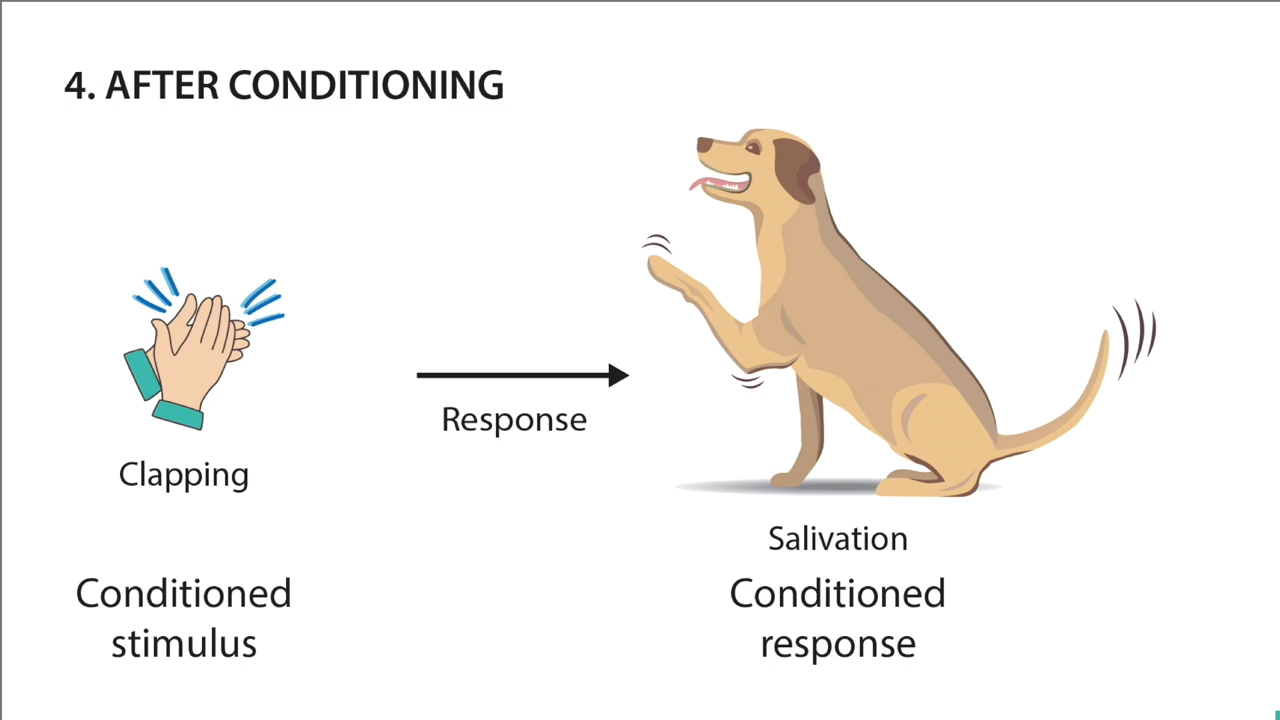 4. AFTER CONDITIONING
Response
Clapping
Salivation
Conditioned
stimulus
Conditioned
response